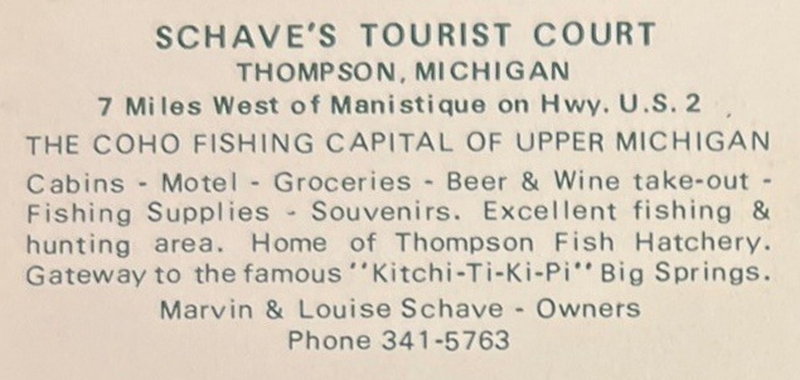 SCHAVE'S TOURIST COURT
THOMPSON, MICHIGAN
7 Miles West of Manistique on Hwy. U.S. 2
THE COHO FISHING CAPITAL OF UPPER MICHIGAN
Cabins - Motel - Groceries - Beer & Wine take-out -
Fishing Supplies - Souvenirs. Excellent fishing &
hunting area. Home of Thompson Fish Hatchery.
Gateway to the famous ''Kitchi-Ti-Ki-Pi'' Big Springs.
Marvin & Louise Schave - Owners
Phone 341-5763